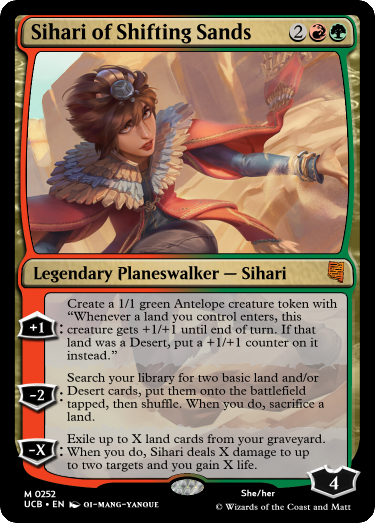 Sihari of Shifting Sands 2
Legendary Planeswalker — Sihari
Create a 1/1 green Antelope creature token with
“Whenever a land you control enters, this
+1: creature gets +1/+1 until end of turn. If that
land was a Desert, put a +1/+1 counter on it
instead.”
Search your library for two basic land and/or
-2: Desert cards, put them onto the battlefield
tapped, then shuffle. When you do, sacrifice a
land.
Exile up to X land cards from your graveyard.
-X: When you do, Sihari deals X damage to up
to two targets and you gain X life.
4
M 0252
She/her
UCB • EN OI-MANG-YANOUE
© Wizards of the Coast and Matt